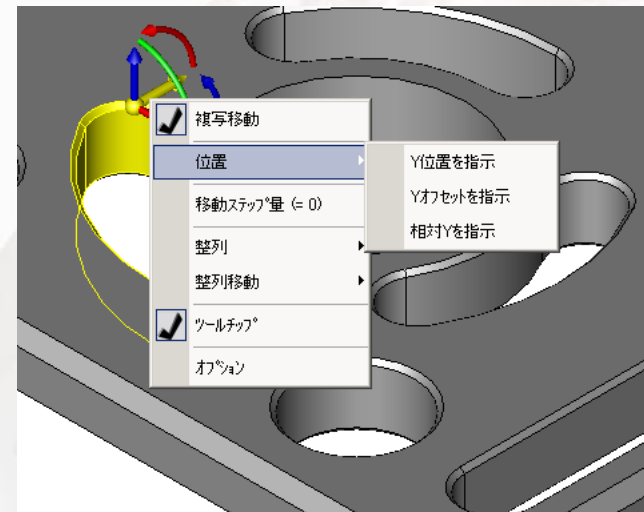 複写移動
位置
移動ステップ量 (= 0)
整列
整列移動
ツールチップ
オプション
Y位置を指示
Yオフセットを指示
相対Yを指示